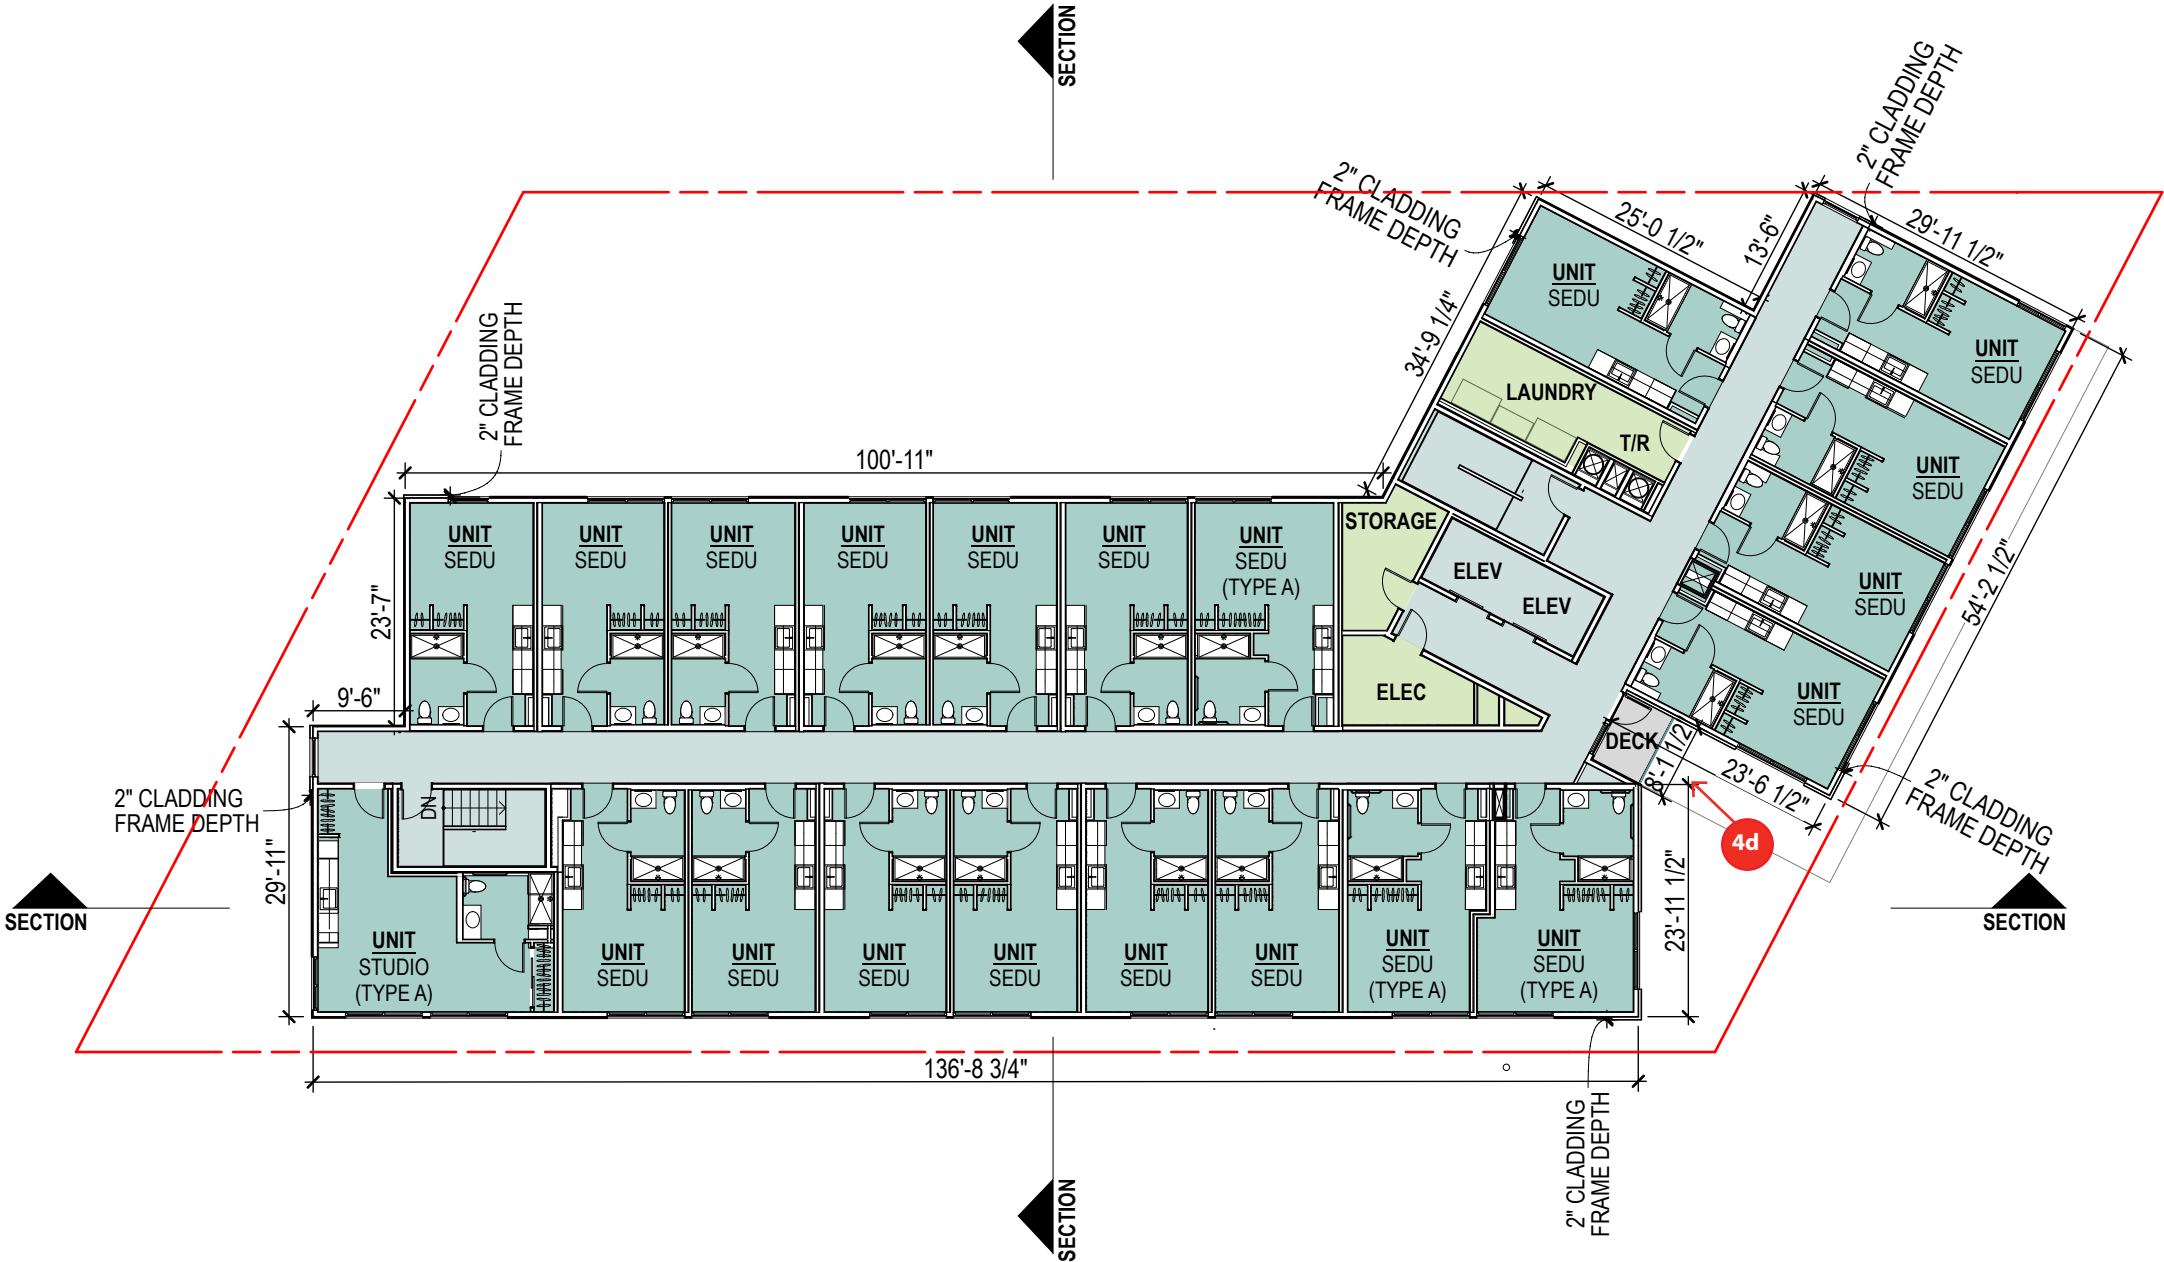 SECTION
2" CLADDING
FRAME DEPTH
2" CLADDING
FRAME DEPTH
25'-0 1/2"
13'-6"
29'-11 1/2"
34'-9 1/4"
UNIT
SEDU
UNIT
SEDU
LAUNDRY
T/R
UNIT
SEDU
UNIT
SEDU
UNIT
SEDU
54'-2 1/2"
2" CLADDING
FRAME DEPTH
100'-11"
23'-7"
UNIT
SEDU
UNIT
SEDU
UNIT
SEDU
UNIT
SEDU
UNIT
SEDU
UNIT
SEDU
UNIT
SEDU
(TYPE A)
STORAGE
ELEV
ELEV
ELEC
DECK
8'-1 1/2"
23'-6 1/2"
4d
2" CLADDING
FRAME DEPTH
9'-6"
2" CLADDING
FRAME DEPTH
29'-11"
DN
UNIT
STUDIO
(TYPE A)
UNIT
SEDU
UNIT
SEDU
UNIT
SEDU
UNIT
SEDU
UNIT
SEDU
UNIT
SEDU
UNIT
SEDU
(TYPE A)
UNIT
SEDU
(TYPE A)
23'-11 1/2"
SECTION
SECTION
136'-8 3/4"
2" CLADDING
FRAME DEPTH
SECTION